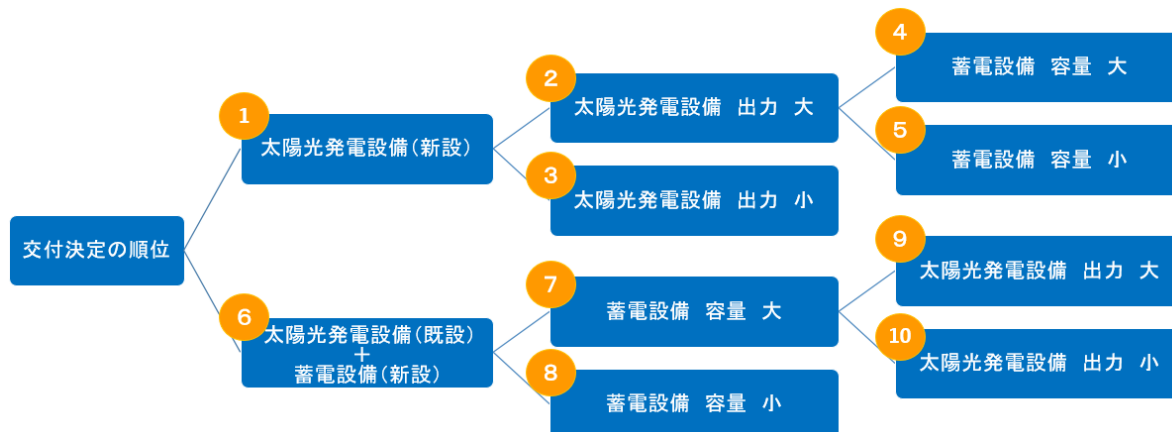 交付決定の順位
1
太陽光発電設備(新設)
2
太陽光発電設備 出力 大
3
太陽光発電設備 出力 小
4
蓄電設備 容量 大
5
蓄電設備 容量 小
6
太陽光発電設備(既設)
+
蓄電設備(新設)
7
蓄電設備 容量 大
8
蓄電設備 容量 小
9
太陽光発電設備 出力 大
10
太陽光発電設備 出力 小